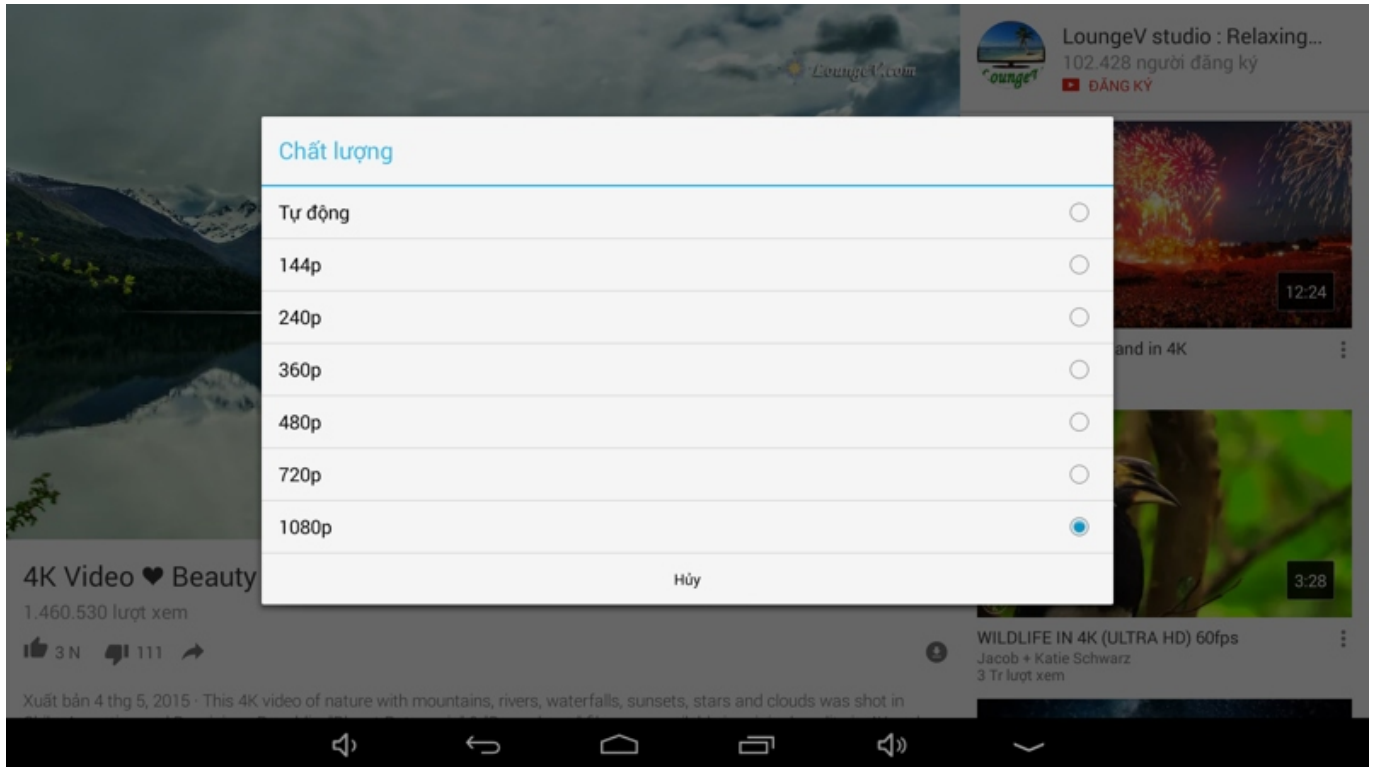 LoungeV.com
LoungeV studio : Relaxing...
102.428 người đăng ký
ĐĂNG KÝ
Chất lượng
Tự động
144p
240p
360p
480p
720p
1080p
Hủy
12:24
and in 4K
3:28
WILDLIFE IN 4K (ULTRA HD) 60fps
Jacob + Katie Schwarz
3 Tr lượt xem
4K Video ♥ Beauty
1.460.530 lượt xem
3 N 111
Xuất bản 4 thg 5, 2015 · This 4K video of nature with mountains, rivers, waterfalls, sunsets, stars and clouds was shot in